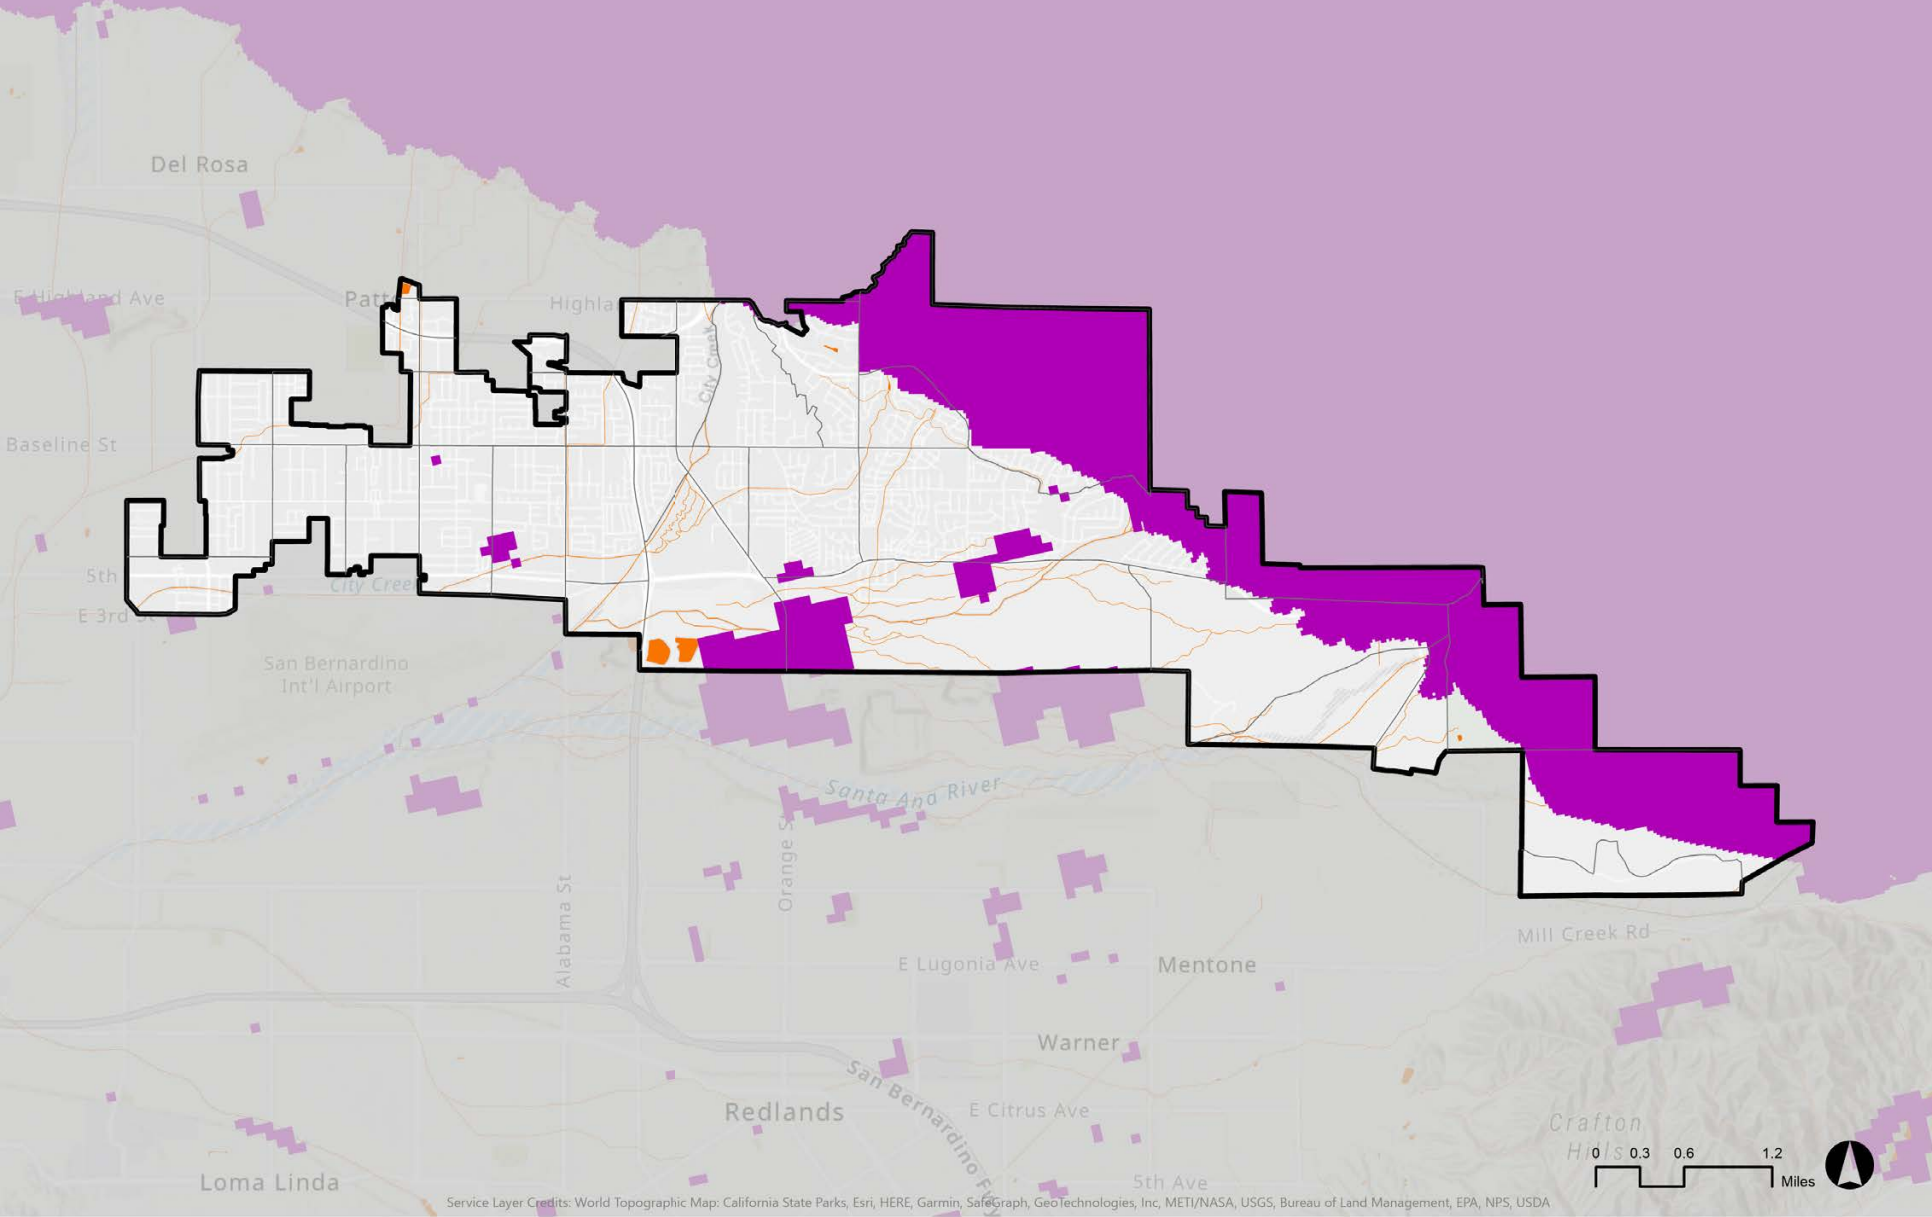 Del Rosa
E Highland Ave
Patt
Highla
City Creek
Baseline St
5th
City Creek
E 3rd St
San Bernardino
Int'l Airport
Santa Ana River
Orange St
Alabama St
E Lugonia Ave
Mentone
Mill Creek Rd
Warner
San Bernardino Fwy
Redlands
E Citrus Ave
Crafton
Hills
0 0.3 0.6 1.2
Miles
Loma Linda
5th Ave
Service Layer Credits: World Topographic Map: California State Parks, Esri, HERE, Garmin, SafeGraph, GeoTechnologies, Inc, METI/NASA, USGS, Bureau of Land Management, EPA, NPS, USDA